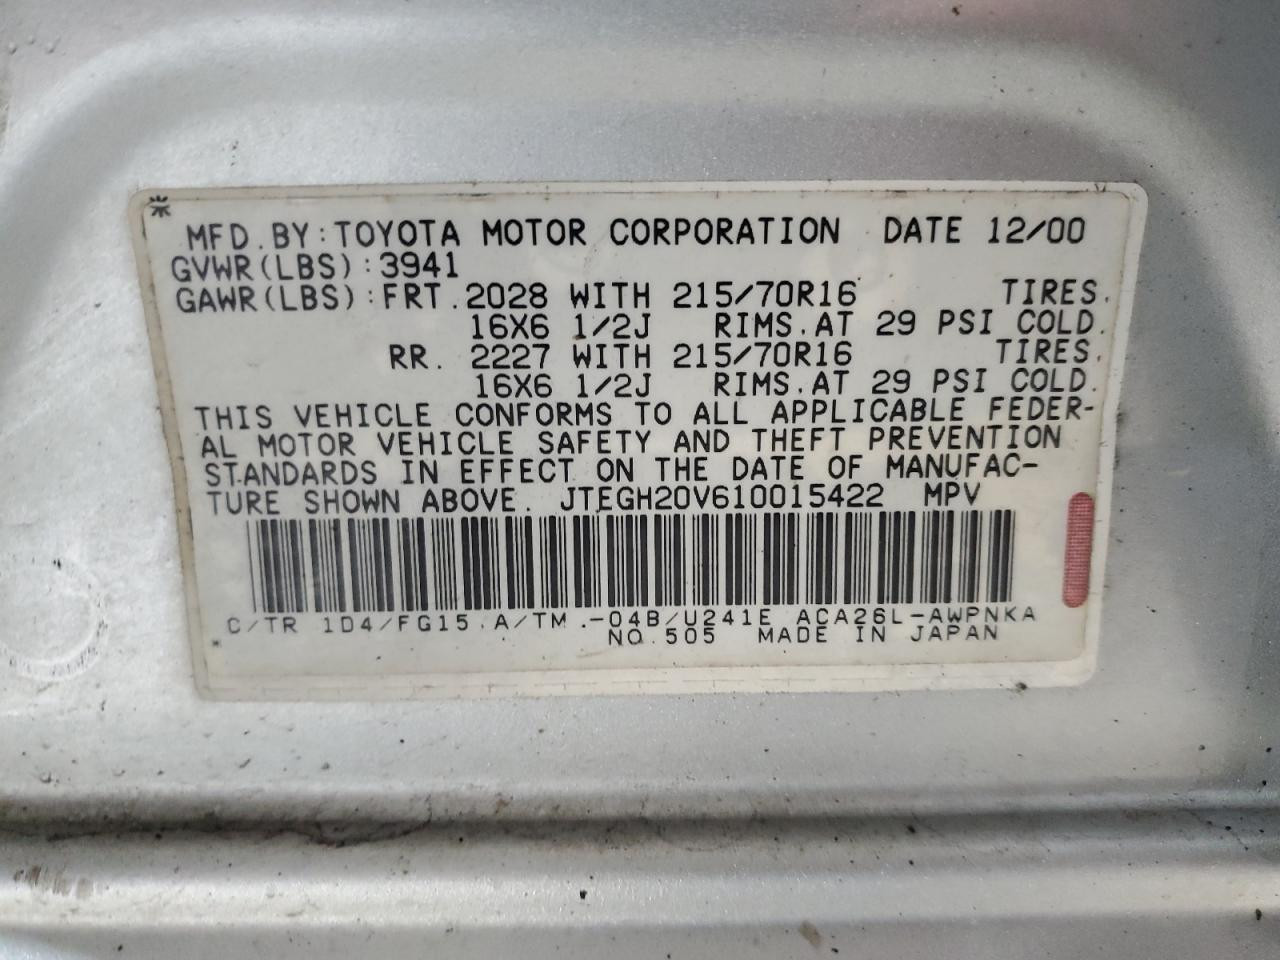 MFD. BY: TOYOTA MOTOR CORPORATION DATE 12/00
GVWR(LBS): 3941
GAWR(LBS): FRT. 2028 WITH 215/70R16 TIRES.
16X6 1/2J RIMS. AT 29 PSI COLD.
RR. 2227 WITH 215/70R16 TIRES.
16X6 1/2J RIMS. AT 29 PSI COLD.
THIS VEHICLE CONFORMS TO ALL APPLICABLE FEDER-
AL MOTOR VEHICLE SAFETY AND THEFT PREVENTION
STANDARDS IN EFFECT ON THE DATE OF MANUFAC-
TURE SHOWN ABOVE. JTEGH20V610015422 MPV
C/TR 1D4/FG15. A/TM .-04B/U241E ACA26L-AWPNKA
NO. 505 MADE IN JAPAN